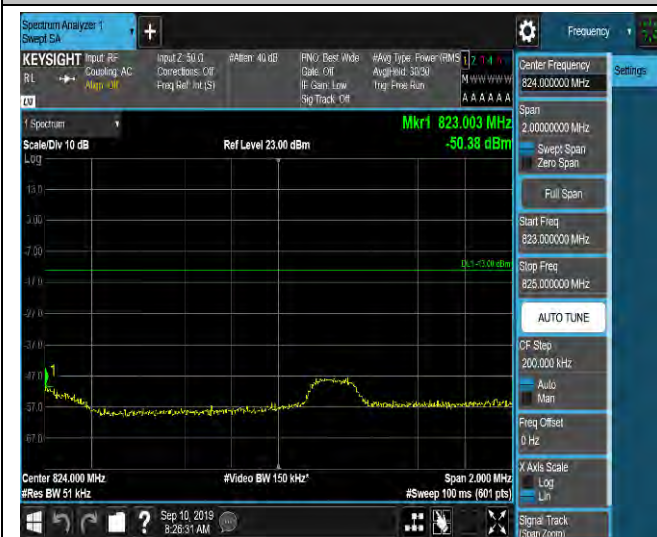 Spectrum Analyzer 1
Swept SA
+
Frequency
KEYSIGHT
RL
Input: RF
Coupling: AC
Align: Off
Input Z: 50 Ω
Corrections: Off
Freq Ref: Int (S)
#Atten: 40 dB
PNO: Best Wide
Gate: Off
IF Gain: Low
Sig Track: Off
#Avg Type: Power (RMS
Avg|Hold: 30/30
Trig: Free Run
M W W W W W
A A A A A A
Center Frequency
824.000000 MHz
Settings
Span
2.00000000 MHz
Swept Span
Zero Span
Full Span
Start Freq
823.000000 MHz
Stop Freq
825.000000 MHz
AUTO TUNE
CF Step
200.000 kHz
Auto
Man
Freq Offset
0 Hz
X Axis Scale
Log
Lin
Signal Track
(Span Zoom)
1 Spectrum
Scale/Div 10 dB
Log
Ref Level 23.00 dBm
Mkr1 823.003 MHz
-50.38 dBm
13.0
3.00
-7.00
DL1 -13.00 dBm
-17.0
-27.0
-37.0
-47.0
1
-57.0
-67.0
Center 824.000 MHz
#Video BW 150 kHz*
Span 2.000 MHz
#Res BW 51 kHz
#Sweep 100 ms (601 pts)
?
Sep 10, 2019
8:26:31 AM